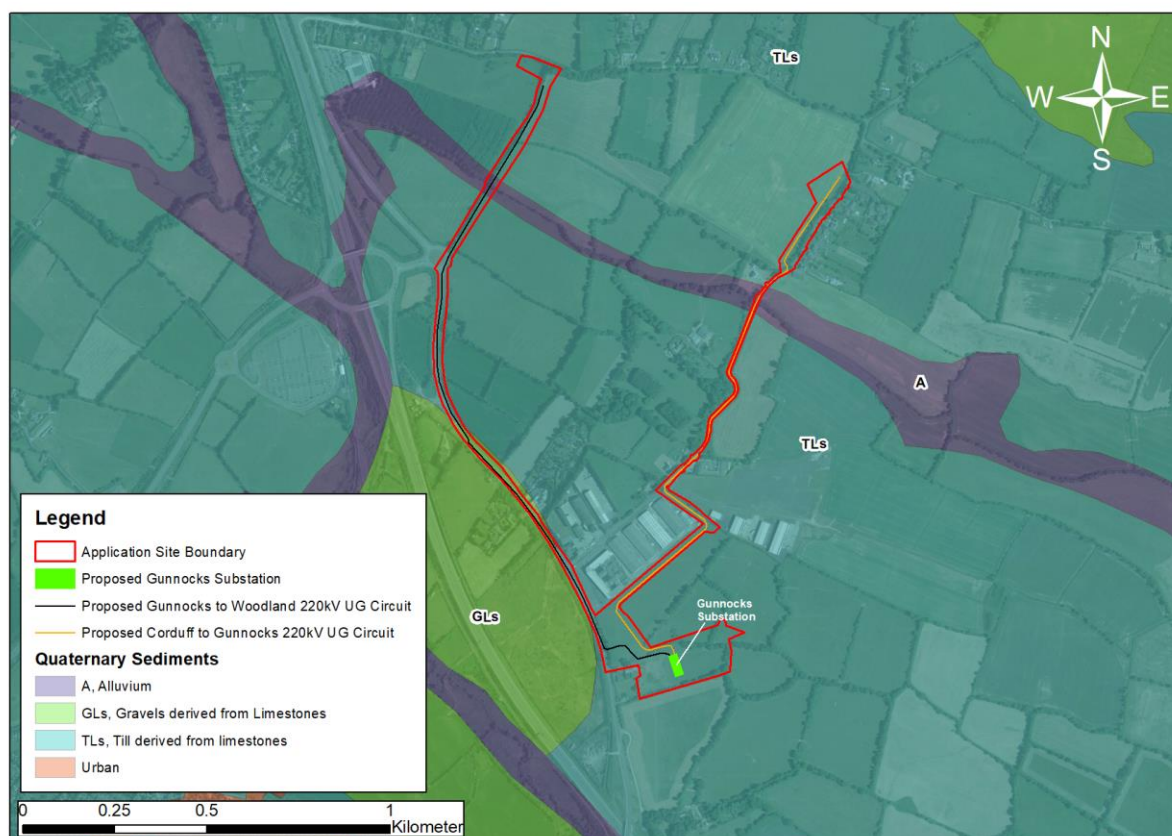 TLs
N
W E
S
A
TLs
GLs
Gunnocks
Substation
Legend
Application Site Boundary
Proposed Gunnocks Substation
Proposed Gunnocks to Woodland 220kV UG Circuit
Proposed Corduff to Gunnocks 220kV UG Circuit
Quaternary Sediments
A, Alluvium
GLs, Gravels derived from Limestones
TLs, Till derived from limestones
Urban
0 0.25 0.5 1
Kilometer